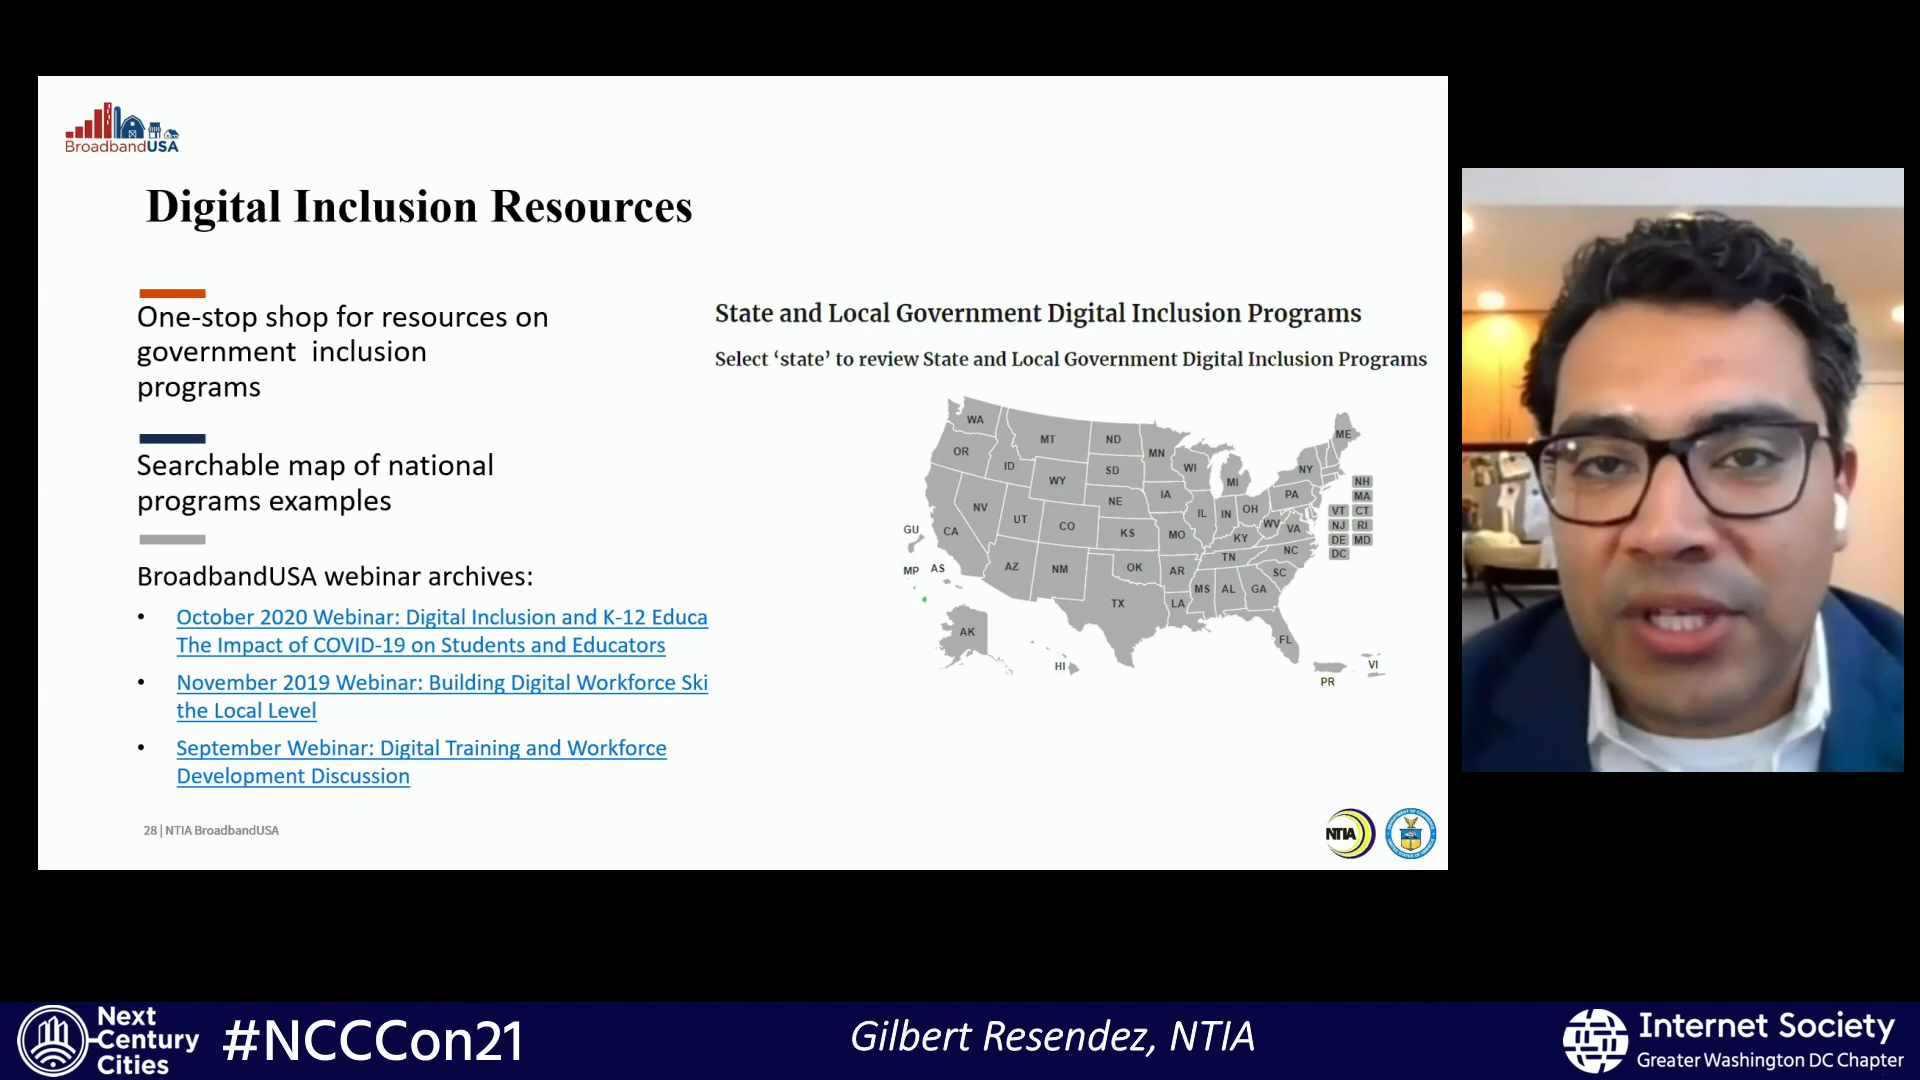 BroadbandUSA
Digital Inclusion Resources
One-stop shop for resources on
government inclusion
programs
Searchable map of national
programs examples
BroadbandUSA webinar archives:
• October 2020 Webinar: Digital Inclusion and K-12 Educa
The Impact of COVID-19 on Students and Educators
• November 2019 Webinar: Building Digital Workforce Ski
the Local Level
• September Webinar: Digital Training and Workforce
Development Discussion
28 | NTIA BroadbandUSA
State and Local Government Digital Inclusion Programs
Select ‘state’ to review State and Local Government Digital Inclusion Programs
WA
MT
ND
MN
ME
OR
ID
SD
WI
NY
WY
MI
NH
NE
IA
PA
MA
NV
IL
IN
OH
VT CT
UT
CO
WV
VA
NJ RI
GU
CA
KS
MO
KY
DE MD
NC
DC
TN
MP
AS
AZ
NM
OK
AR
SC
MS
AL
GA
TX
LA
AK
FL
HI
PR
VI
NTIA
Next
Century
Cities
#NCCCon21
Gilbert Resendez, NTIA
Internet Society
Greater Washington DC Chapter